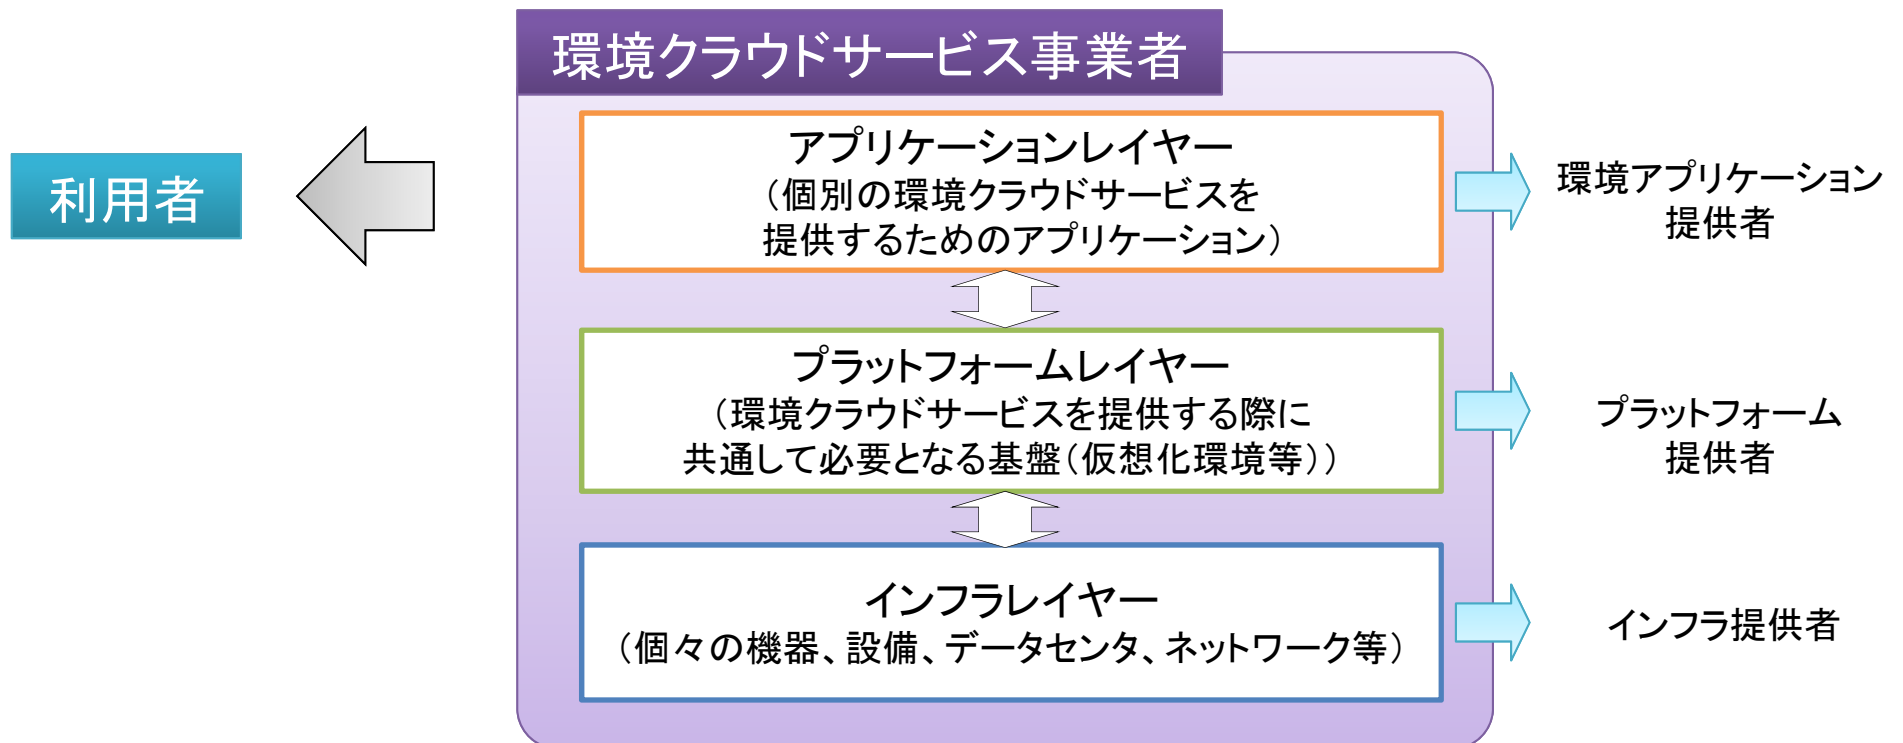 環境クラウドサービス事業者
利用者
アプリケーションレイヤー
（個別の環境クラウドサービスを
提供するためのアプリケーション）
環境アプリケーション
提供者
プラットフォームレイヤー
（環境クラウドサービスを提供する際に
共通して必要となる基盤（仮想化環境等））
プラットフォーム
提供者
インフラレイヤー
（個々の機器、設備、データセンタ、ネットワーク等）
インフラ提供者